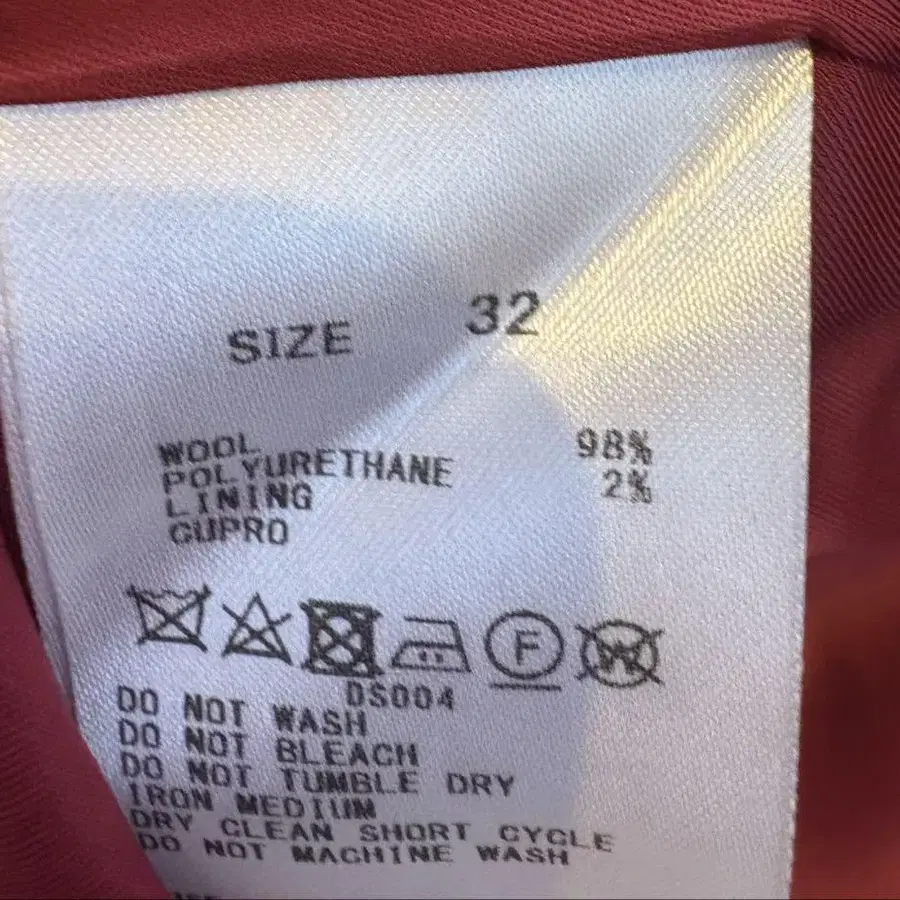 SIZE 32
WOOL 98%
POLYURETHANE 2%
LINING
CUPRO
F W
DS004
DO NOT WASH
DO NOT BLEACH
DO NOT TUMBLE DRY
IRON MEDIUM
DRY CLEAN SHORT CYCLE
DO NOT MACHINE WASH